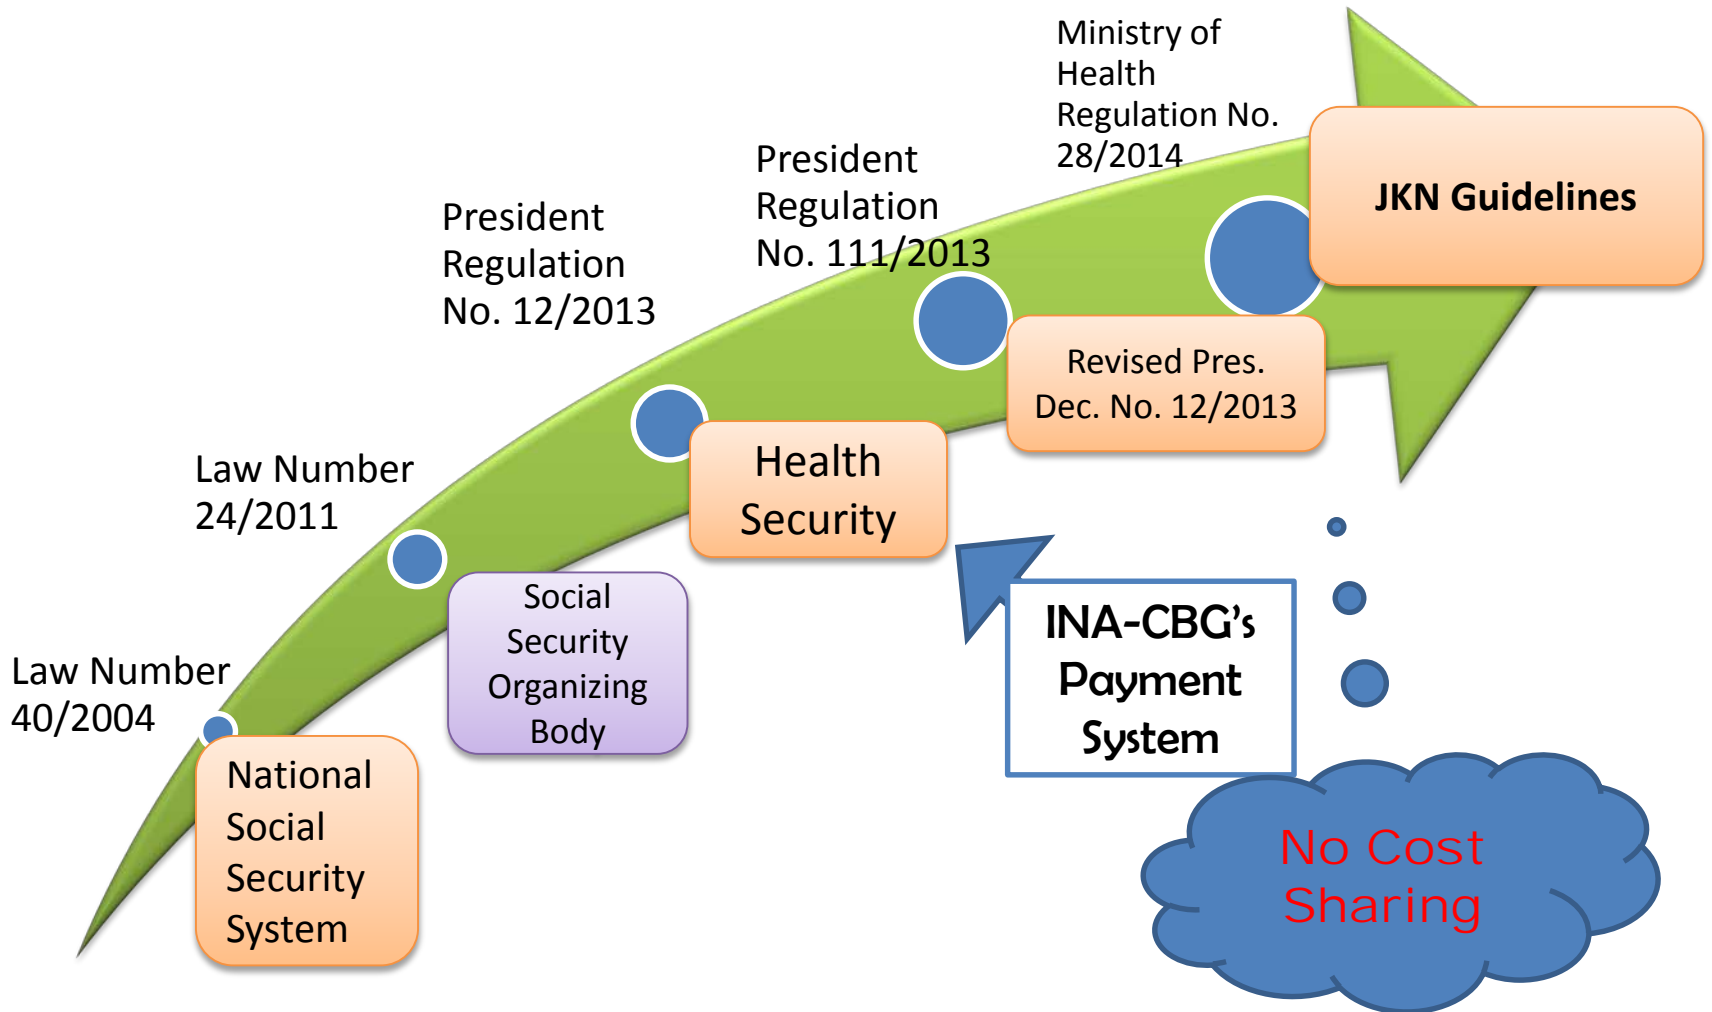 Ministry of
Health
Regulation No.
28/2014
JKN Guidelines
President
Regulation
No. 111/2013
Revised Pres.
Dec. No. 12/2013
President
Regulation
No. 12/2013
Health
Security
Law Number
24/2011
Social
Security
Organizing
Body
Law Number
40/2004
National
Social
Security
System
INA-CBG’s
Payment
System
No Cost
Sharing